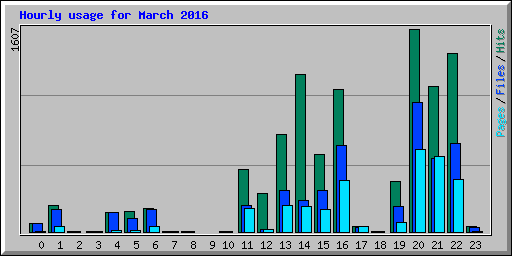 Hourly usage for March 2016
1607
Pages / Files / Hits
0 1 2 3 4 5 6 7 8 9 10 11 12 13 14 15 16 17 18 19 20 21 22 23